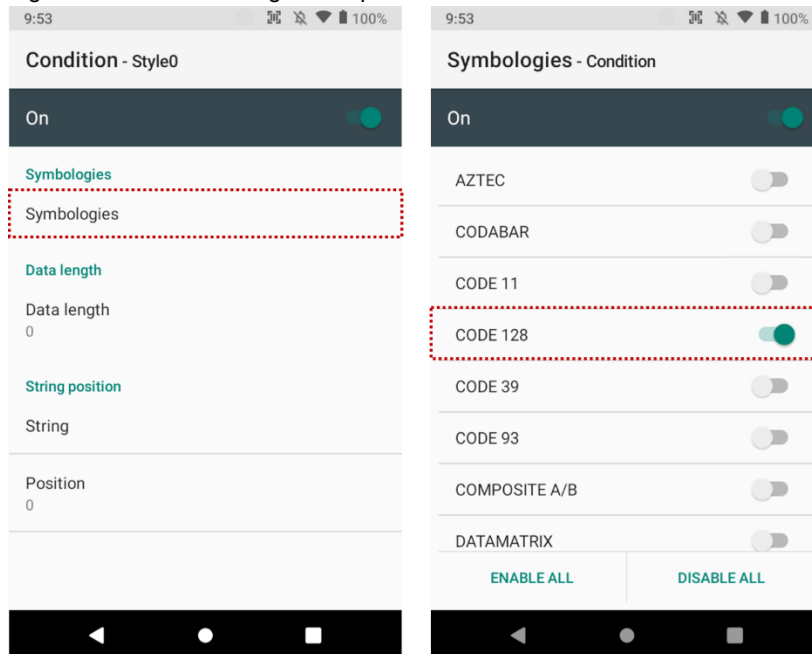 9:53
100%
Condition - Style0
On
Symbologies
Symbologies
Data length
Data length
0
String position
String
Position
0
9:53
100%
Symbologies - Condition
On
AZTEC
CODABAR
CODE 11
CODE 128
CODE 39
CODE 93
COMPOSITE A/B
DATAMATRIX
ENABLE ALL
DISABLE ALL